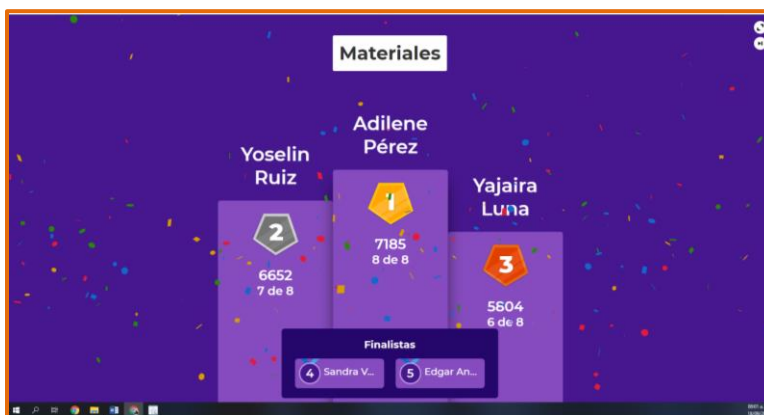 Materiales
Adilene
Pérez
Yoselin
Ruiz
Yajaira
Luna
1
7185
8 de 8
2
6652
7 de 8
3
5604
6 de 8
Finalistas
4 Sandra V...
5 Edgar An...